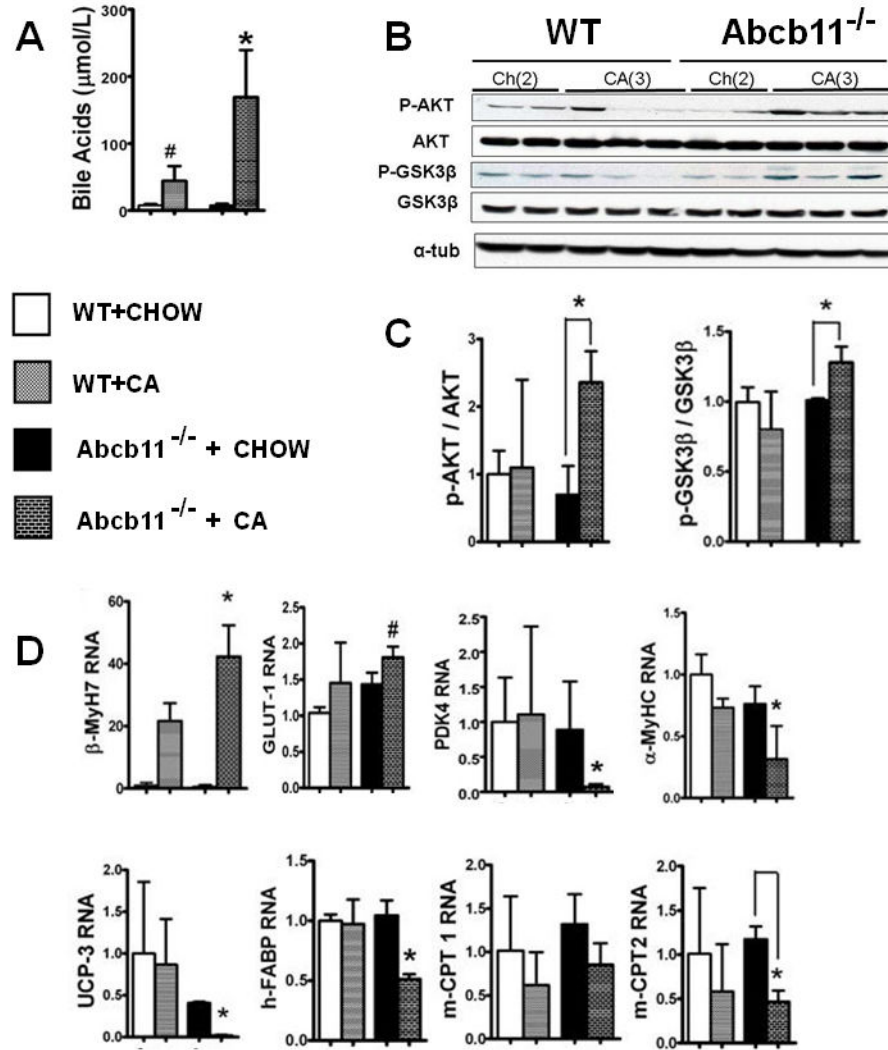 A
Bile Acids (μmol/L)
300
200
100
0
#
*
B
WT
Abcb11-/-
Ch(2)
CA(3)
Ch(2)
CA(3)
P-AKT
AKT
P-GSK3β
GSK3β
α-tub
WT+CHOW
WT+CA
Abcb11-/- + CHOW
Abcb11-/- + CA
C
p-AKT / AKT
3
2
1
0
*
p-GSK3β / GSK3β
1.5
1.0
0.5
0.0
*
D
β-MyH7 RNA
60
40
20
0
*
GLUT-1 RNA
2.5
2.0
1.5
1.0
0.5
0.0
#
PDK4 RNA
2.5
2.0
1.5
1.0
0.5
0.0
*
α-MyHC RNA
1.5
1.0
0.5
0.0
*
UCP-3 RNA
2.0
1.5
1.0
0.5
0.0
*
h-FABP RNA
1.5
1.0
0.5
0.0
*
m-CPT 1 RNA
2.0
1.5
1.0
0.5
0.0
m-CPT2 RNA
2.0
1.5
1.0
0.5
0.0
*